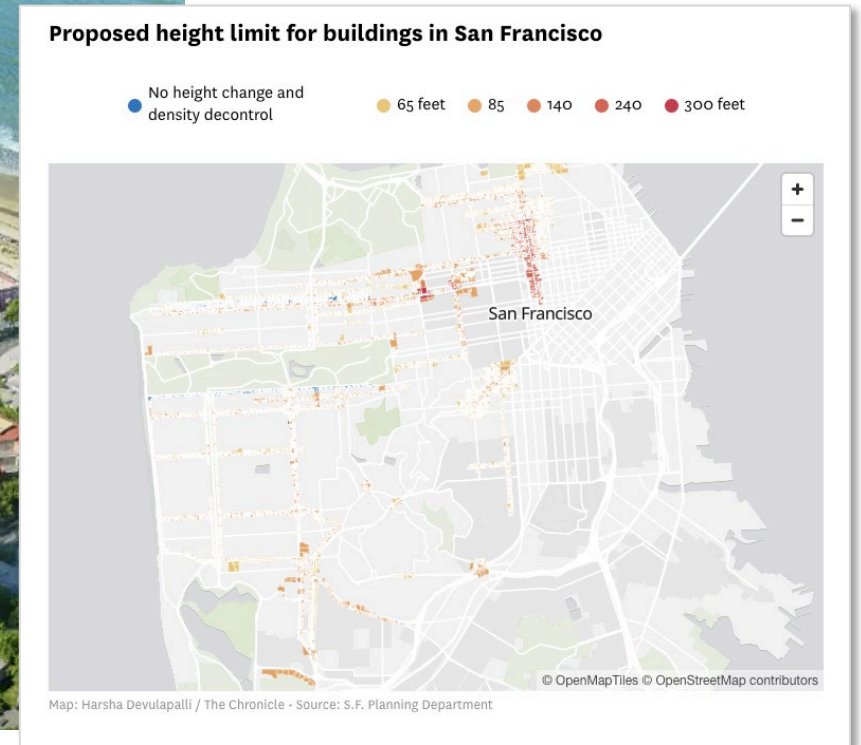 Proposed height limit for buildings in San Francisco
No height change and
density decontrol
65 feet
85
140
240
300 feet
+
−
San Francisco
© OpenMapTiles © OpenStreetMap contributors
Map: Harsha Devulapalli / The Chronicle • Source: S.F. Planning Department